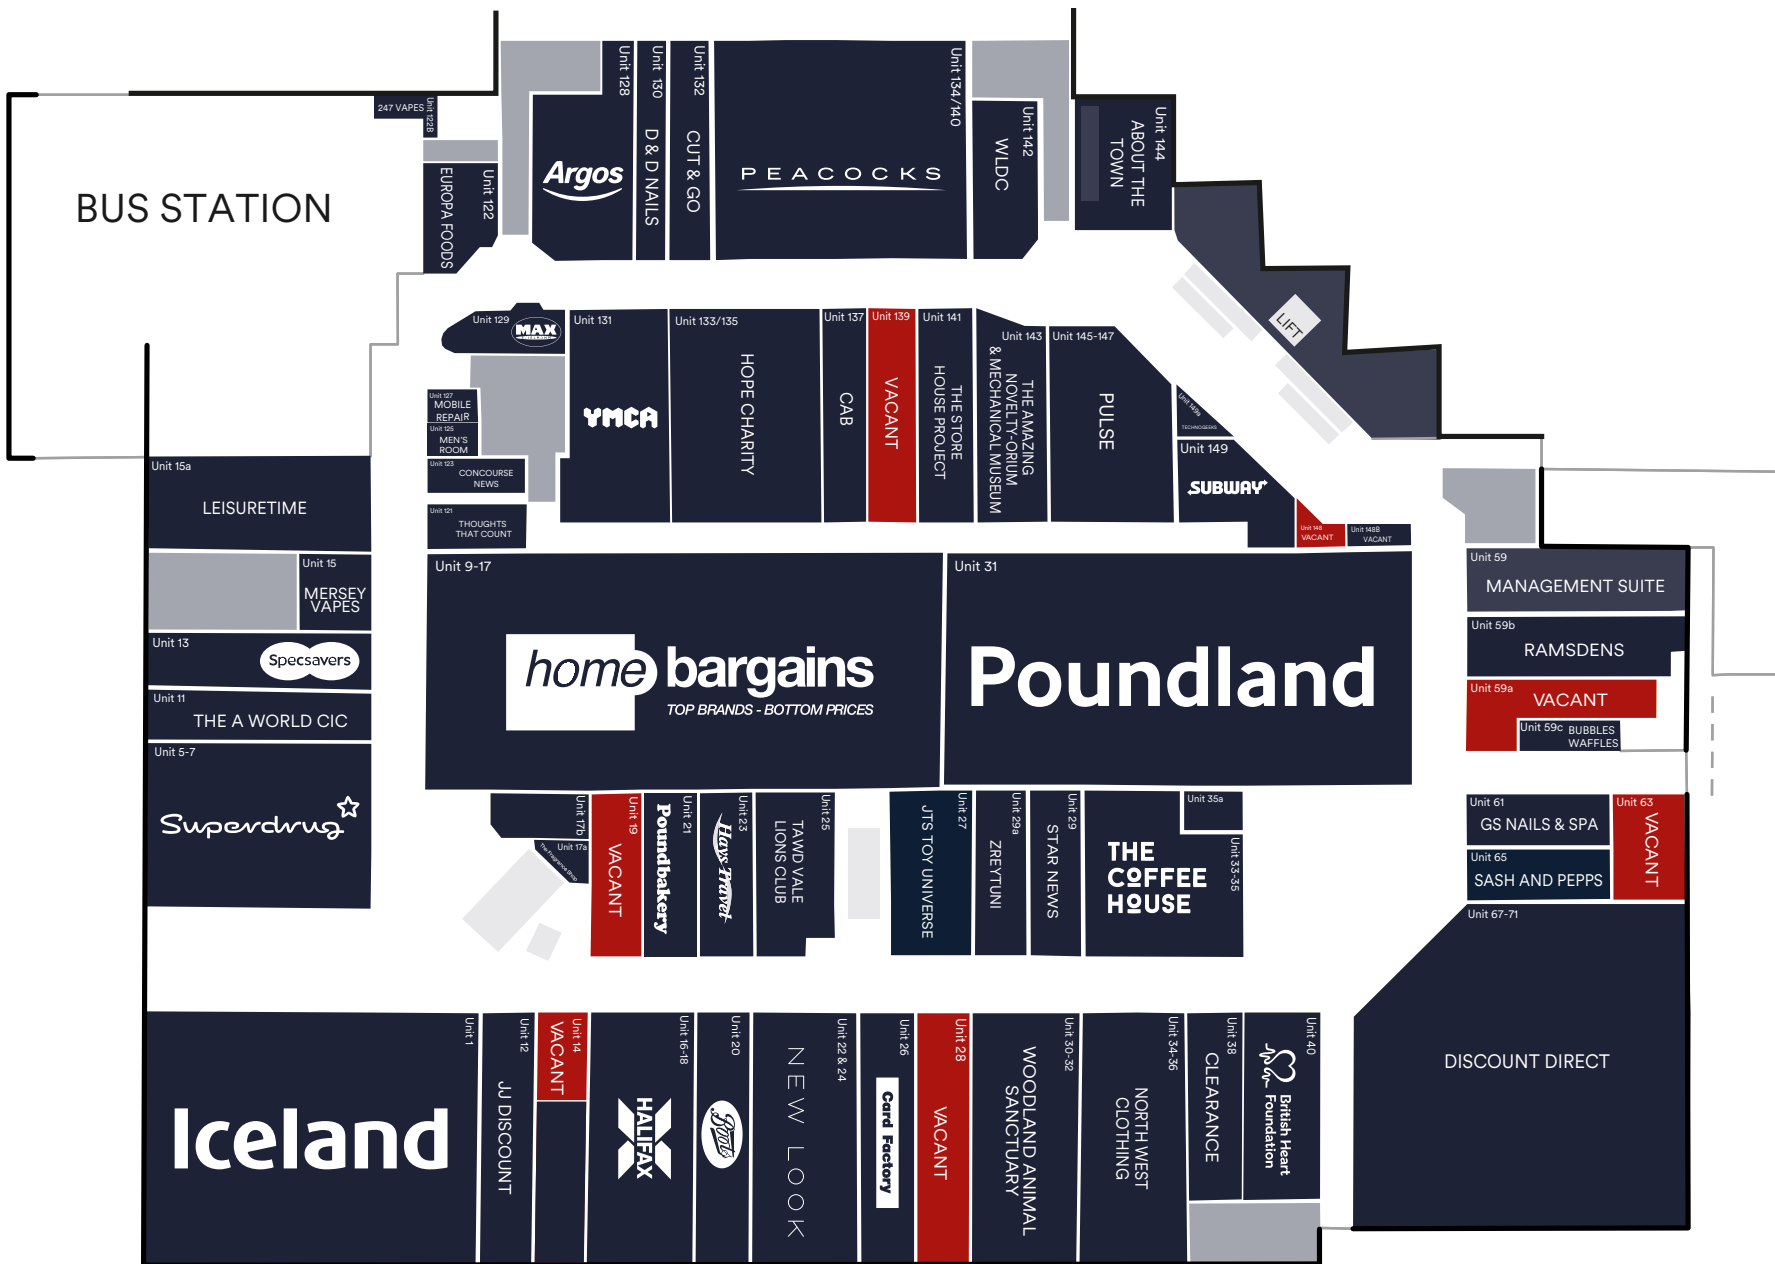 BUS STATION
247 VAPES
Unit 122B
EUROPA FOODS
Unit 122
Argos
Unit 128
D & D NAILS
Unit 130
CUT & GO
Unit 132
PEACOCKS
Unit 134/140
WLDC
Unit 142
ABOUT THE
TOWN
Unit 144
LIFT
Unit 129
MAX
Unit 131
YMCA
Unit 133/135
HOPE CHARITY
Unit 137
CAB
Unit 139
VACANT
Unit 141
THE STORE
HOUSE PROJECT
Unit 143
THE AMAZING
NOVELTY-ORIUM
& MECHANICAL MUSEUM
Unit 145-147
PULSE
Unit 149a
TECHNOGEEKS
Unit 149
SUBWAY
Unit 148
VACANT
Unit 148B
VACANT
Unit 127
MOBILE
REPAIR
Unit 125
MEN'S
ROOM
Unit 123
CONCOURSE
NEWS
Unit 121
THOUGHTS
THAT COUNT
Unit 15a
LEISURETIME
Unit 15
MERSEY
VAPES
Unit 13
Specsavers
Unit 11
THE A WORLD CIC
Unit 5-7
Superdrug
Unit 9-17
home bargains
TOP BRANDS - BOTTOM PRICES
Unit 31
Poundland
Unit 59
MANAGEMENT SUITE
Unit 59b
RAMSDENS
Unit 59a
VACANT
Unit 59c
BUBBLES
WAFFLES
Unit 17b
Unit 17a
The Fragrance Shop
Unit 19
VACANT
Unit 21
Poundbakery
Unit 23
Hays Travel
Unit 25
TAWD VALE
LIONS CLUB
Unit 27
JTS TOY UNIVERSE
Unit 29a
ZREYTUNI
Unit 29
STAR NEWS
Unit 35a
Unit 33-35
THE
COFFEE
HOUSE
Unit 61
GS NAILS & SPA
Unit 63
VACANT
Unit 65
SASH AND PEPPS
Unit 67-71
DISCOUNT DIRECT
Unit 1
Iceland
Unit 12
JJ DISCOUNT
Unit 14
VACANT
Unit 16-18
HALIFAX
Unit 20
Boots
Unit 22 & 24
NEW LOOK
Unit 26
Card Factory
Unit 28
VACANT
Unit 30-32
WOODLAND ANIMAL
SANCTUARY
Unit 34-36
NORTH WEST
CLOTHING
Unit 38
CLEARANCE
Unit 40
British Heart
Foundation